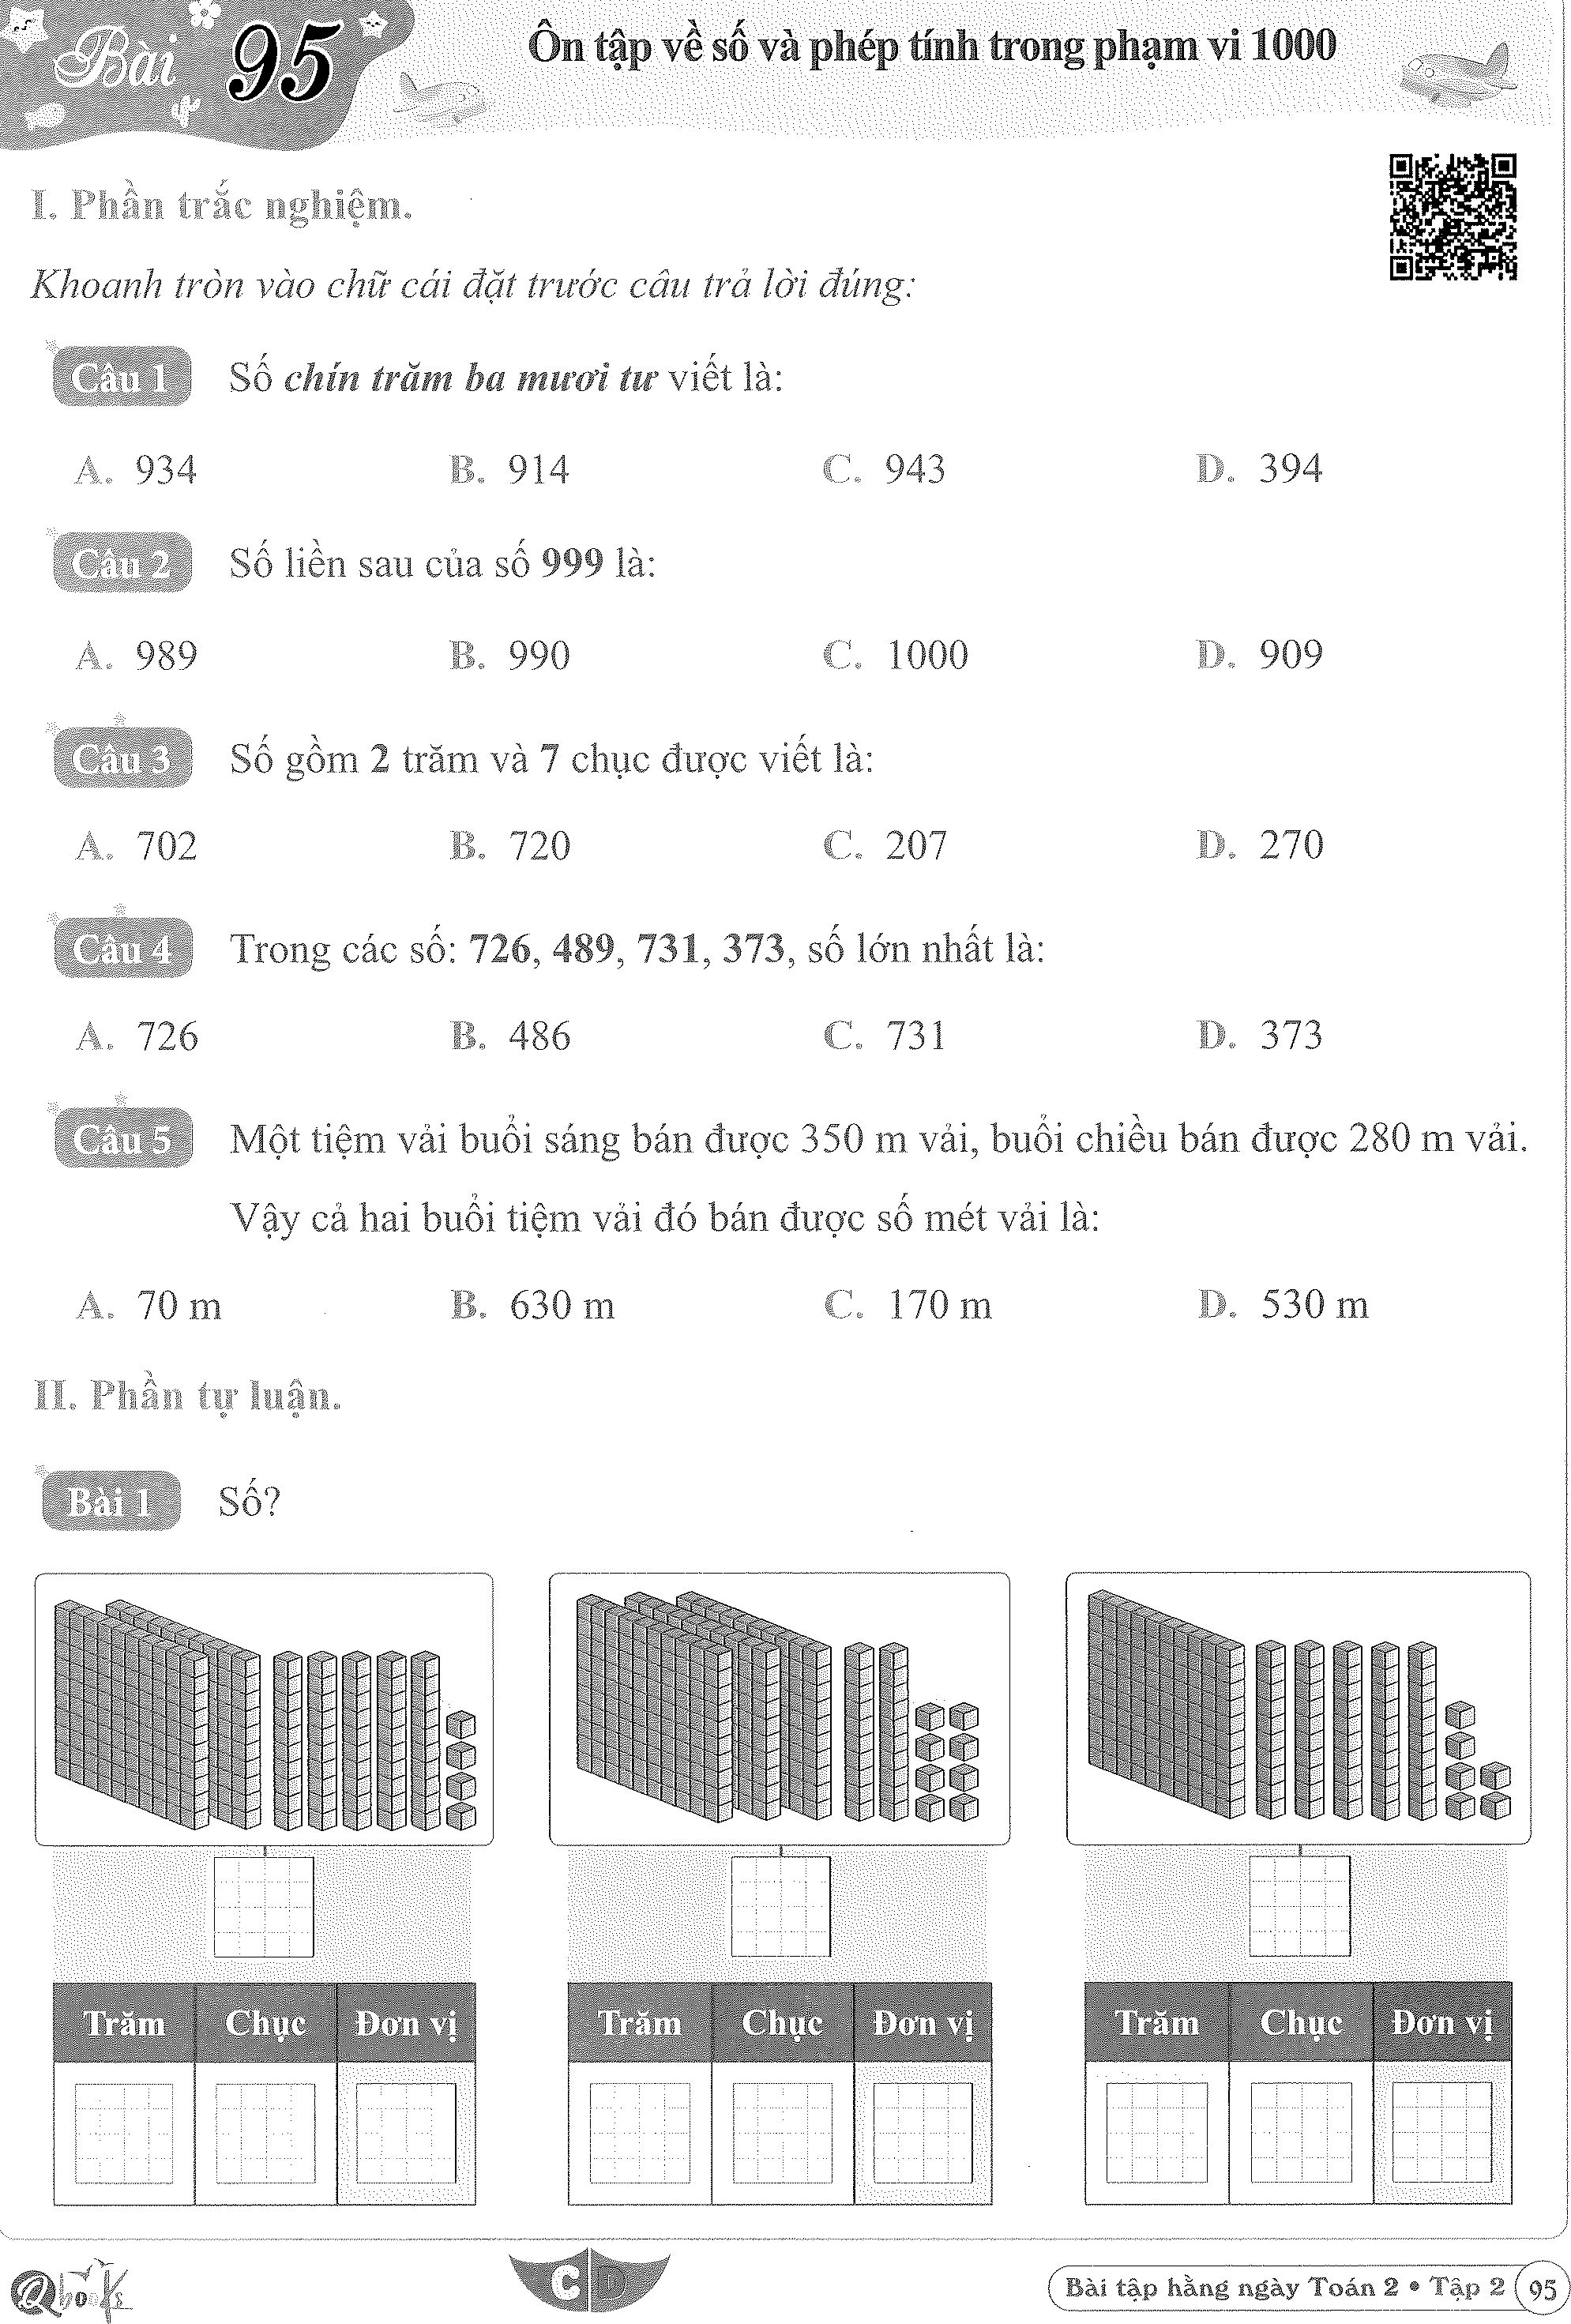 Bài 95
Ôn tập về số và phép tính trong phạm vi 1000
I. Phần trắc nghiệm.
Khoanh tròn vào chữ cái đặt trước câu trả lời đúng:
Câu 1 Số chín trăm ba mươi tư viết là:
A. 934 B. 914 C. 943 D. 394
Câu 2 Số liền sau của số 999 là:
A. 989 B. 990 C. 1000 D. 909
Câu 3 Số gồm 2 trăm và 7 chục được viết là:
A. 702 B. 720 C. 207 D. 270
Câu 4 Trong các số: 726, 489, 731, 373, số lớn nhất là:
A. 726 B. 486 C. 731 D. 373
Câu 5 Một tiệm vải buổi sáng bán được 350 m vải, buổi chiều bán được 280 m vải.
Vậy cả hai buổi tiệm vải đó bán được số mét vải là:
A. 70 m B. 630 m C. 170 m D. 530 m
II. Phần tự luận.
Bài 1 Số?
Trăm Chục Đơn vị Trăm Chục Đơn vị Trăm Chục Đơn vị
Qbooks CD Bài tập hằng ngày Toán 2 • Tập 2 95